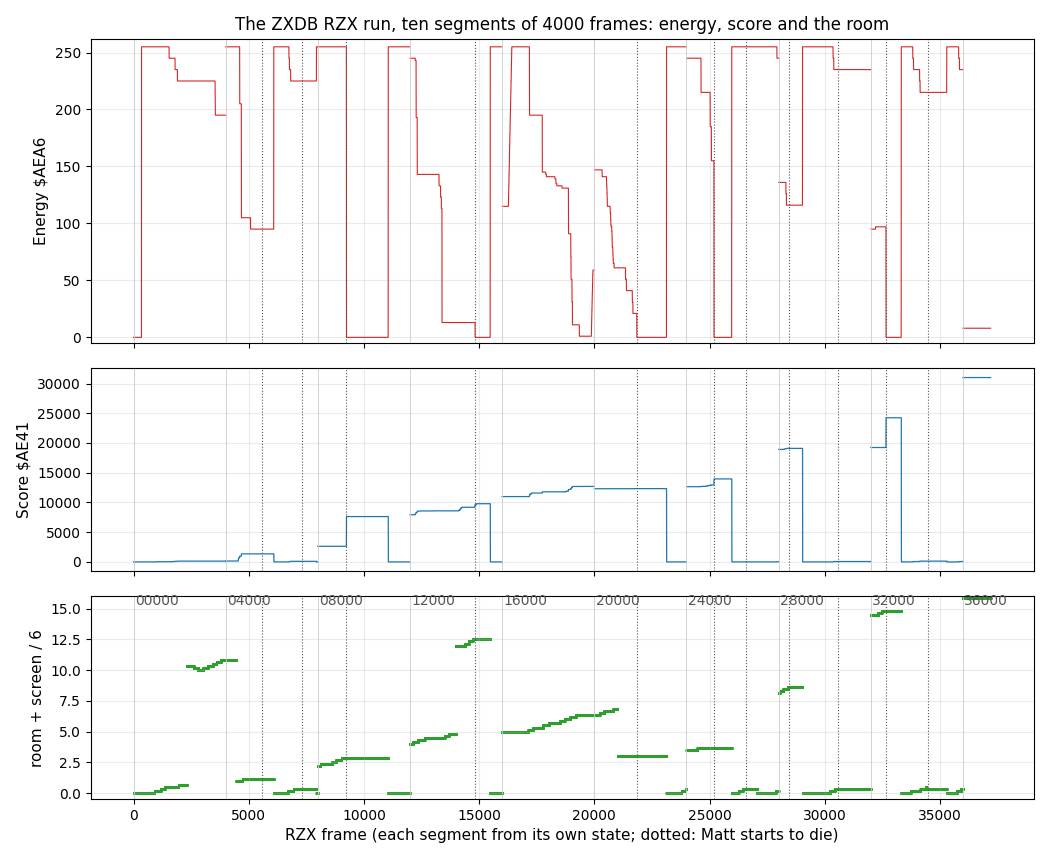 The ZXDB RZX run, ten segments of 4000 frames: energy, score and the room
250
200
150
100
50
0
Energy $AEA6
30000
25000
20000
15000
10000
5000
0
Score $AE41
00000 04000 08000 12000 16000 20000 24000 28000 32000 36000
15.0
12.5
10.0
7.5
5.0
2.5
0.0
room + screen / 6
0 5000 10000 15000 20000 25000 30000 35000
RZX frame (each segment from its own state; dotted: Matt starts to die)